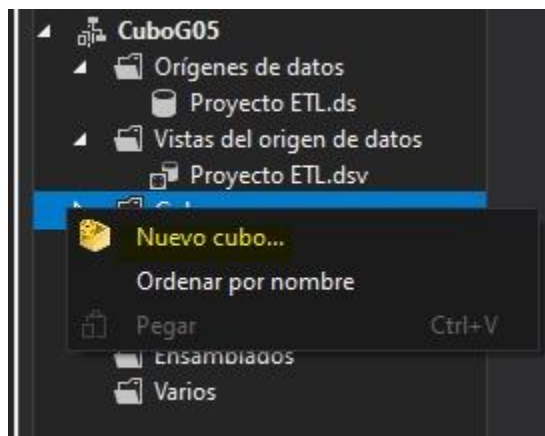 CuboG05
Orígenes de datos
Proyecto ETL.ds
Vistas del origen de datos
Proyecto ETL.dsv
Nuevo cubo...
Ordenar por nombre
Pegar Ctrl+V
Ensamblados
Varios